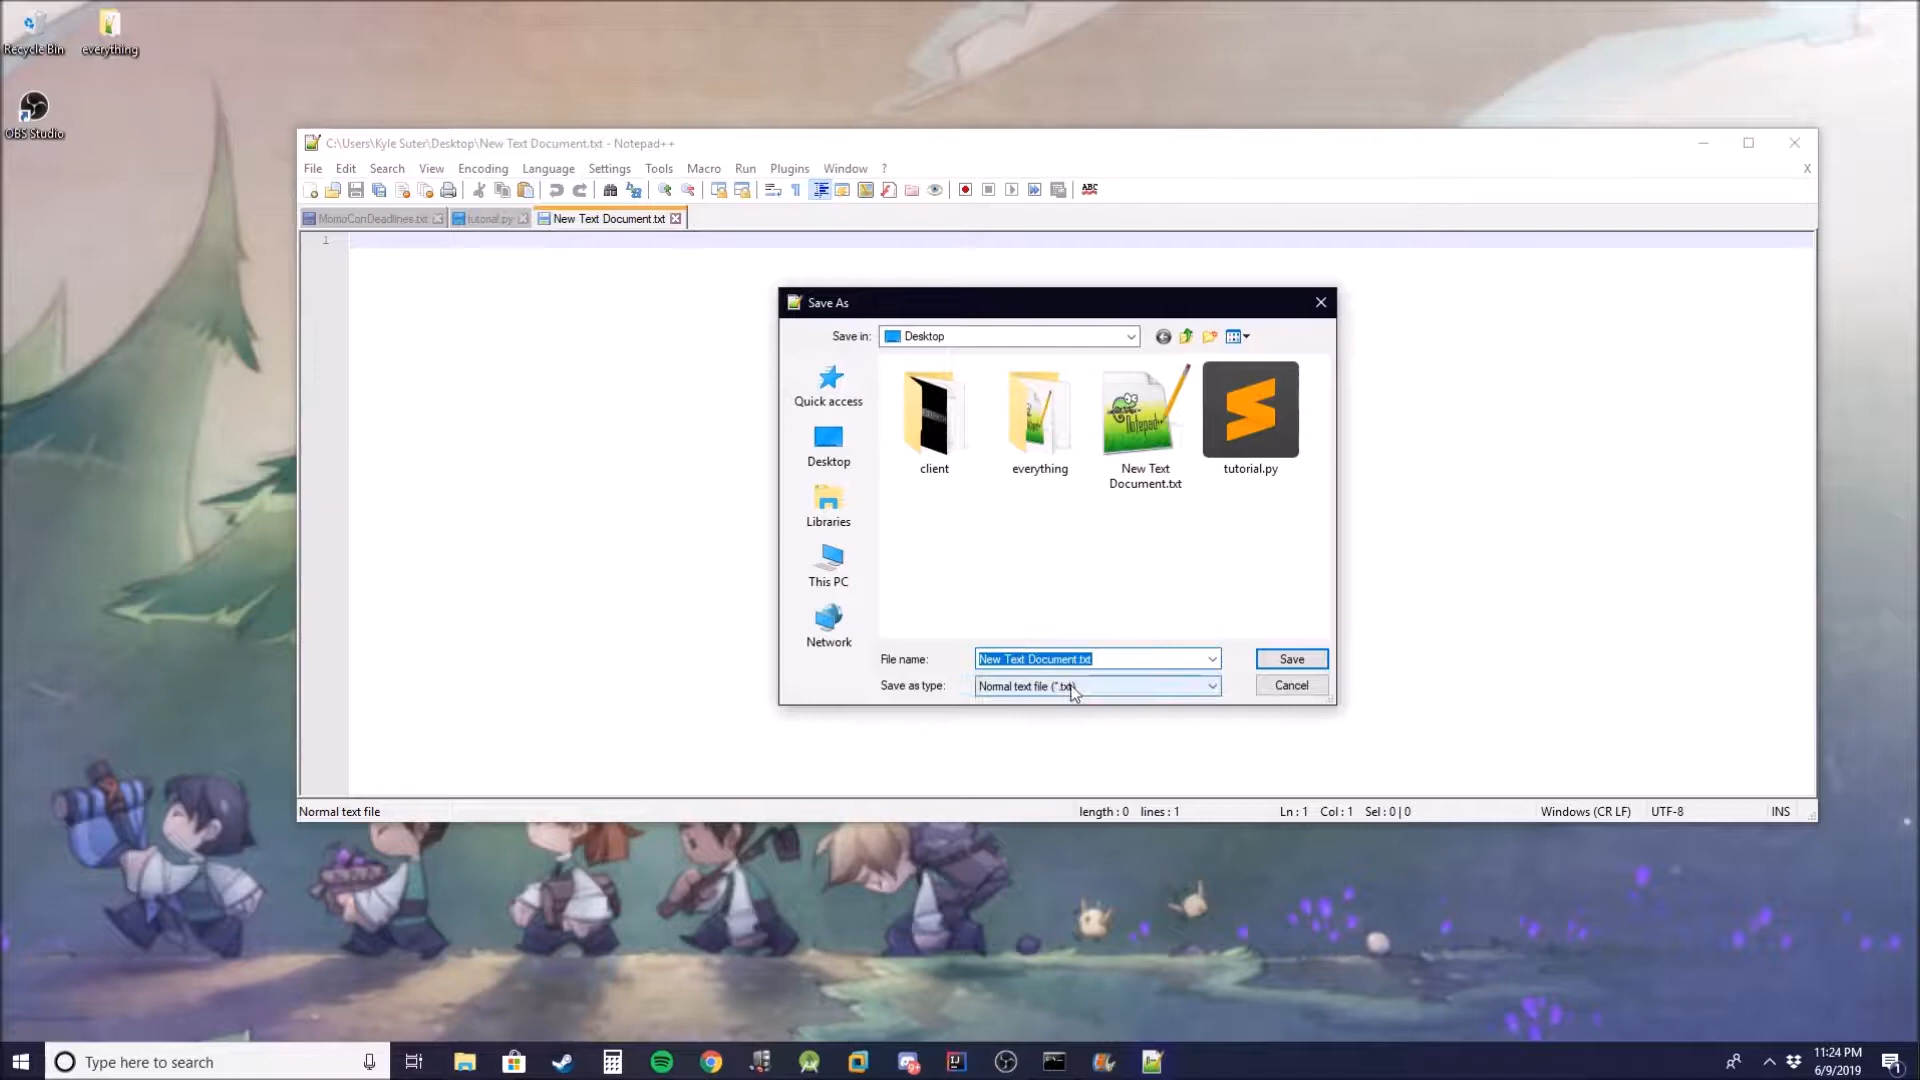 Recycle Bin
everything
OBS Studio
C:\Users\Kyle Suter\Desktop\New Text Document.txt - Notepad++
File Edit Search View Encoding Language Settings Tools Macro Run Plugins Window ?
X
ABC
MomoConDeadlines.txt tutorial.py New Text Document.txt
1
Save As
Save in: Desktop
Quick access
Desktop
Libraries
This PC
Network
client
everything
Notepad++
New Text
Document.txt
tutorial.py
File name: New Text Document.txt Save
Save as type: Normal text file (*.txt) Cancel
Normal text file length : 0 lines : 1 Ln : 1 Col : 1 Sel : 0 | 0 Windows (CR LF) UTF-8 INS
Type here to search
IJ
9+
11:24 PM
6/9/2019
1